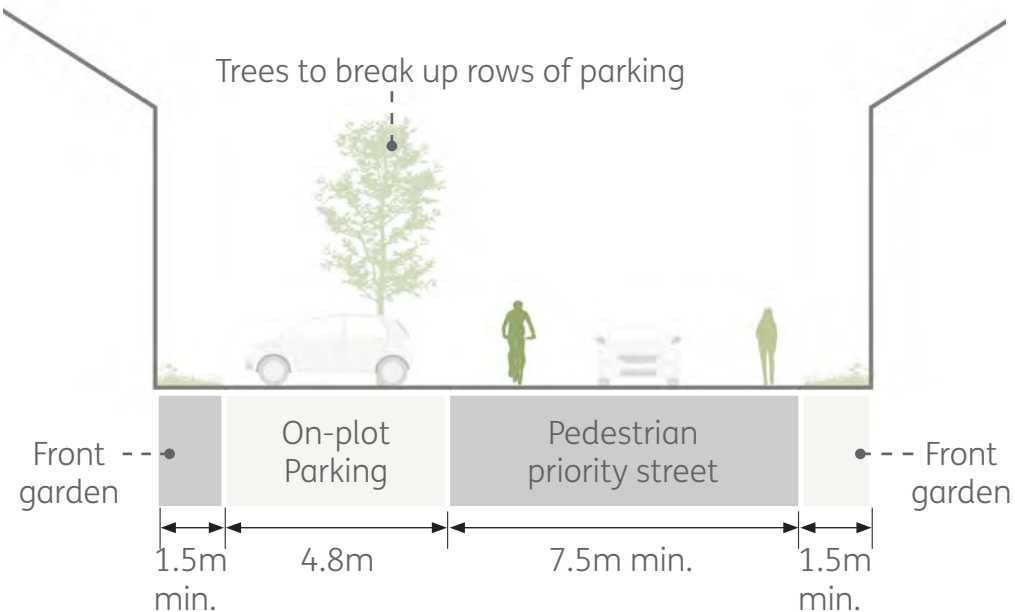 Trees to break up rows of parking
On-plot
Parking
Pedestrian
priority street
Front
garden
Front
garden
1.5m
min.
4.8m
7.5m min.
1.5m
min.